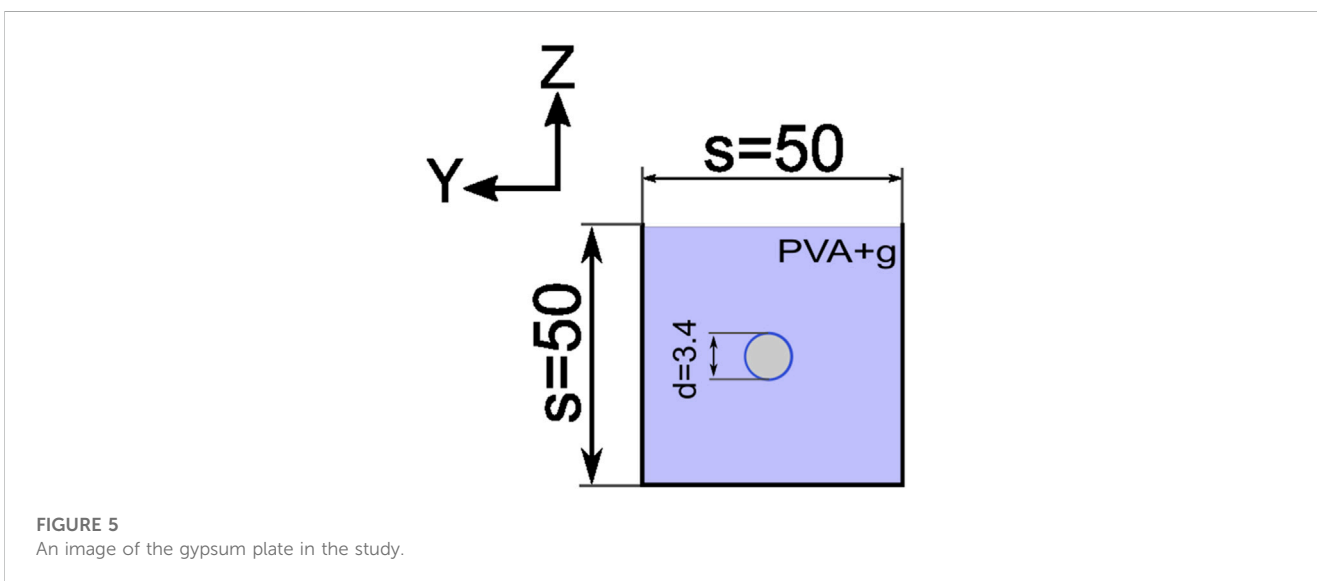 Z
Y
s=50
PVA+g
s=50
d=3.4
FIGURE 5
An image of the gypsum plate in the study.